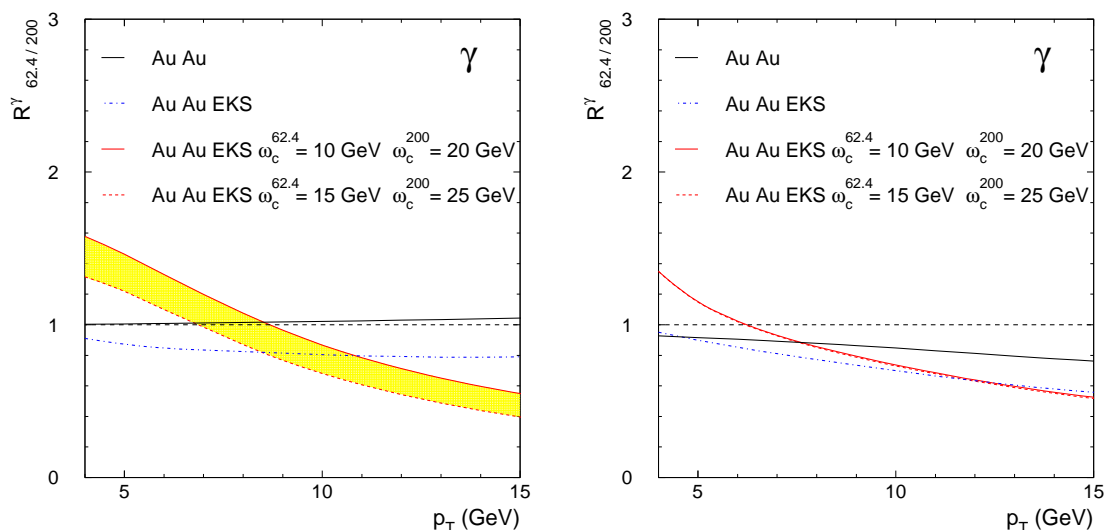 R^γ 62.4 / 200
3
2
1
0
γ
Au Au
Au Au EKS
Au Au EKS ω_c^62.4 = 10 GeV ω_c^200 = 20 GeV
Au Au EKS ω_c^62.4 = 15 GeV ω_c^200 = 25 GeV
5 10 15
p_T (GeV)
R^γ 62.4 / 200
3
2
1
0
γ
Au Au
Au Au EKS
Au Au EKS ω_c^62.4 = 10 GeV ω_c^200 = 20 GeV
Au Au EKS ω_c^62.4 = 15 GeV ω_c^200 = 25 GeV
5 10 15
p_T (GeV)